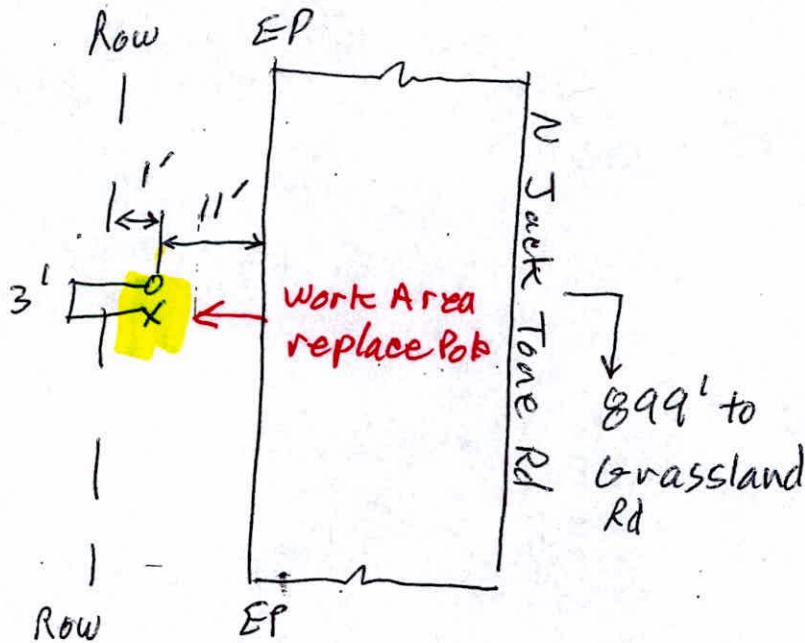 Row
EP
1'
11'
3'
N Jack Tone Rd
work Area
replace Pole
899' to
Grassland
Rd
Row
EP